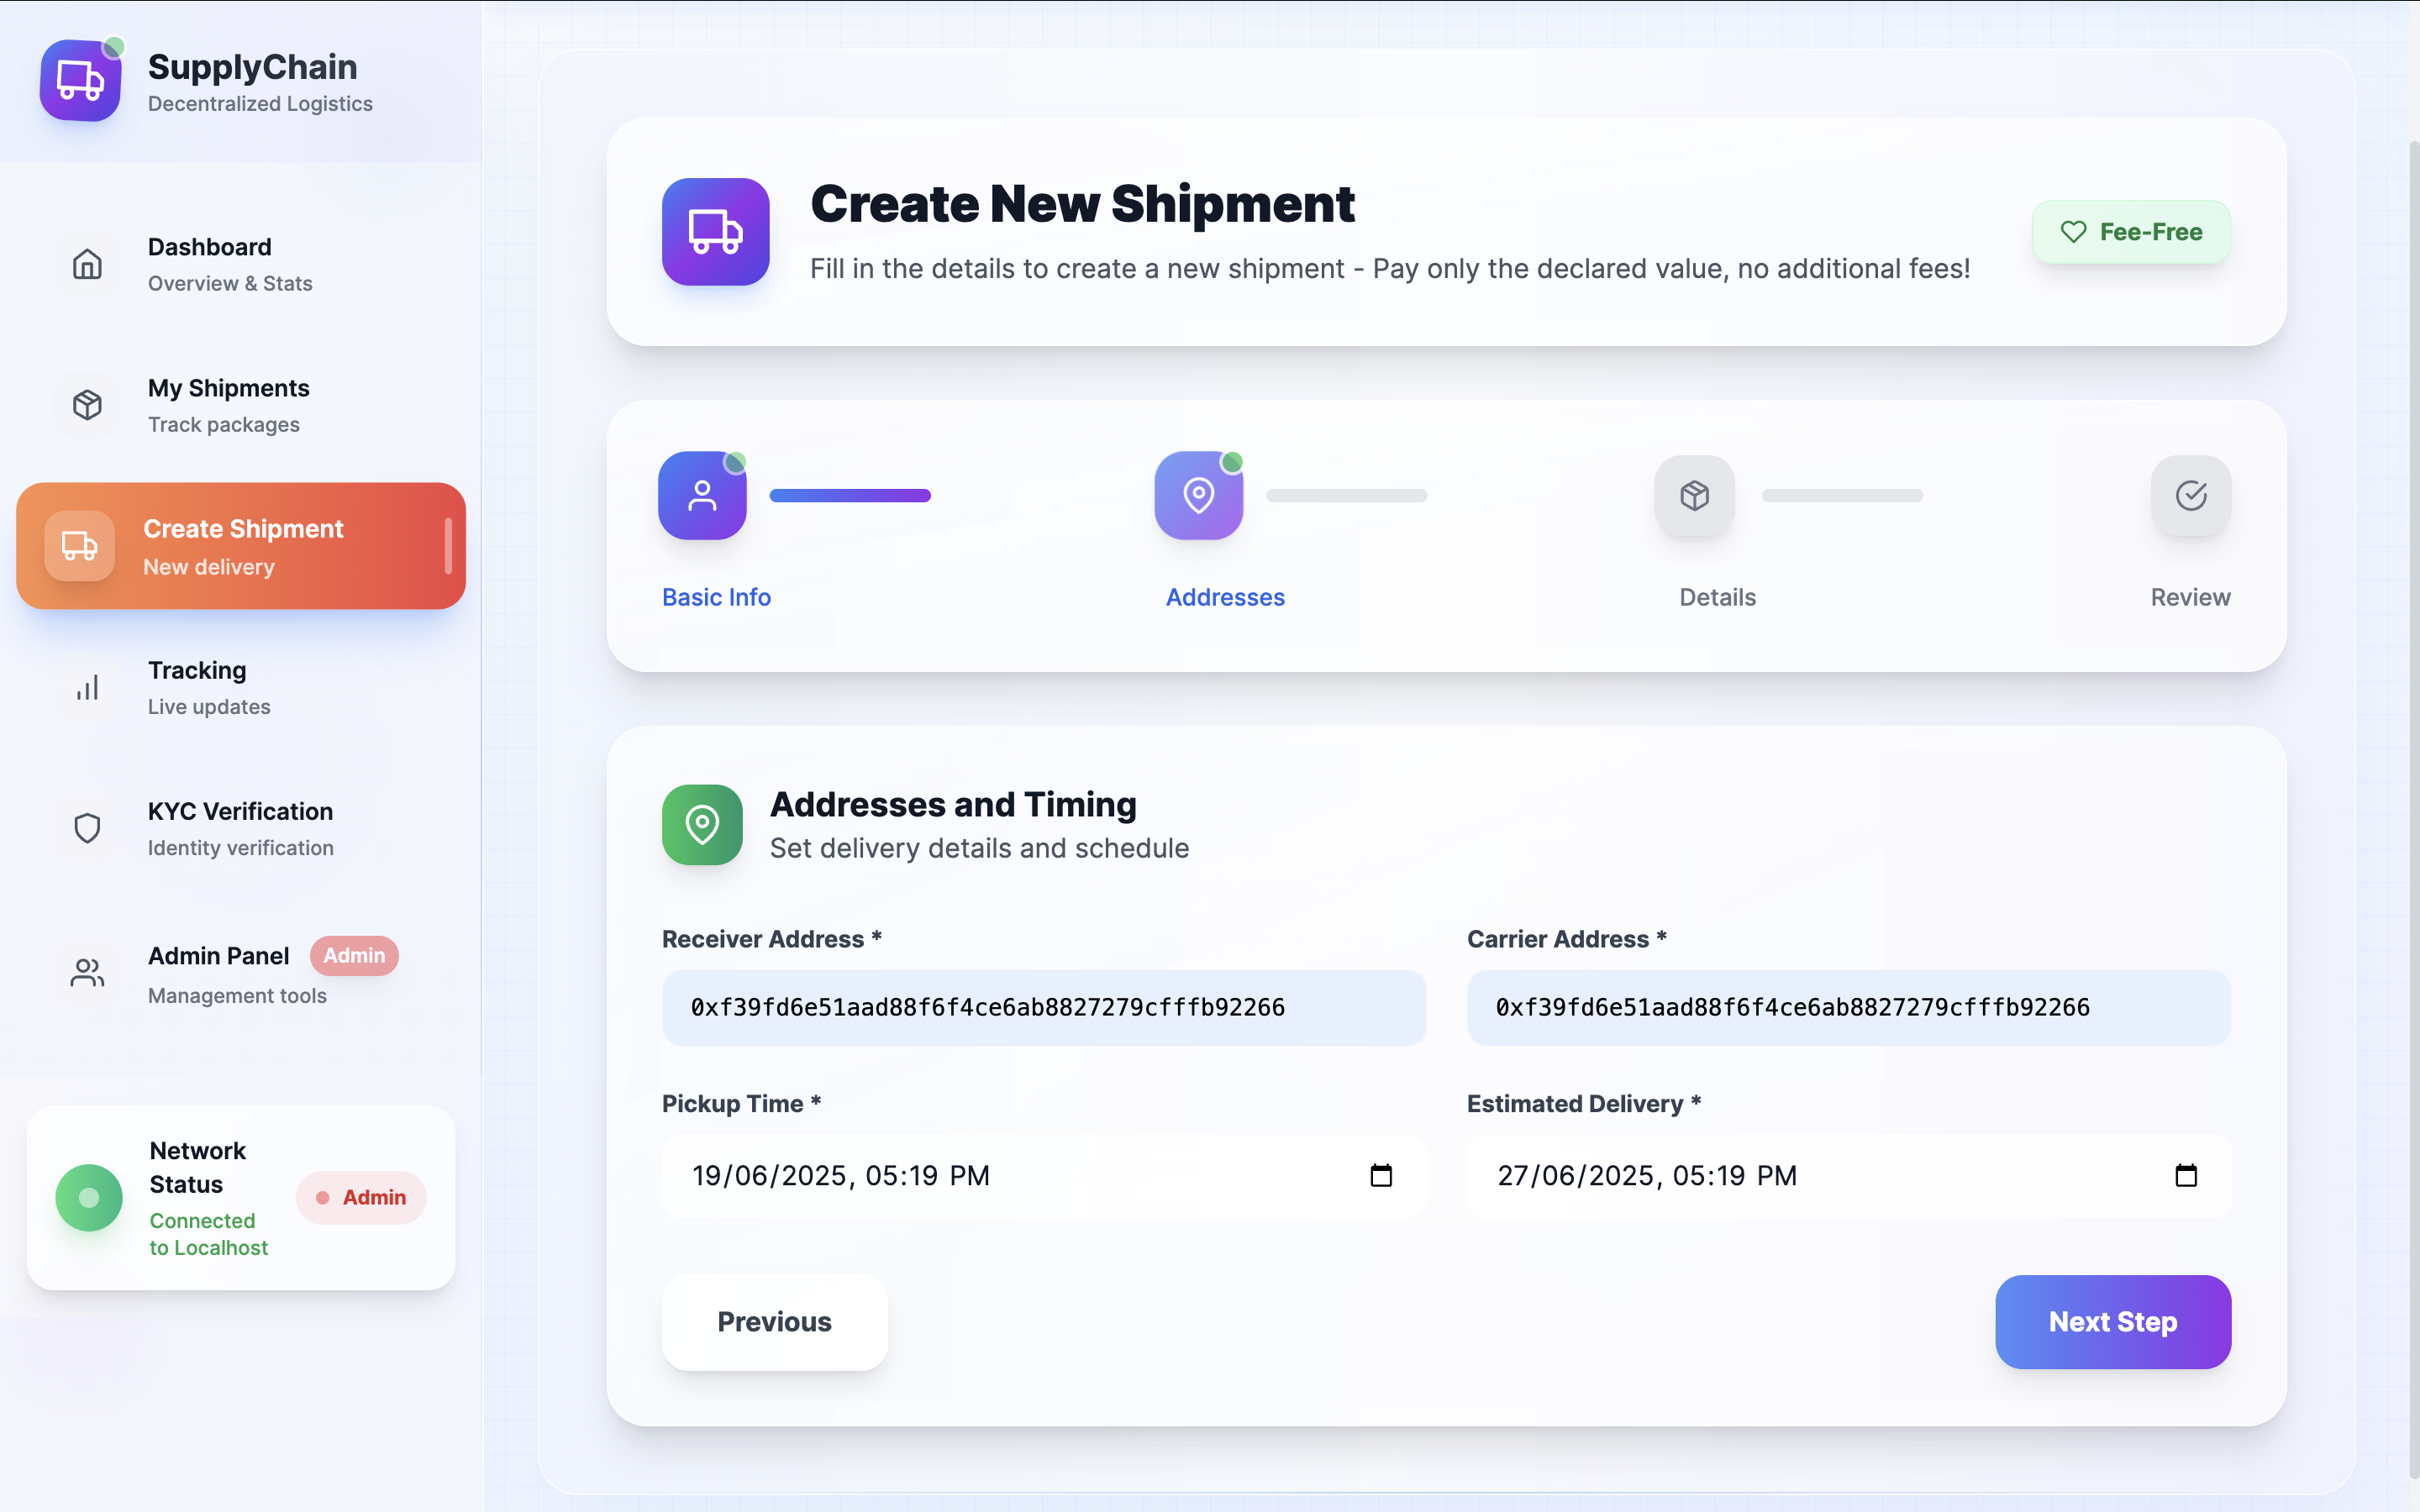 SupplyChain
Decentralized Logistics
Dashboard
Overview & Stats
My Shipments
Track packages
Create Shipment
New delivery
Tracking
Live updates
KYC Verification
Identity verification
Admin Panel Admin
Management tools
Network
Status
Connected
to Localhost
Admin
Create New Shipment
Fill in the details to create a new shipment - Pay only the declared value, no additional fees!
Fee-Free
Basic Info
Addresses
Details
Review
Addresses and Timing
Set delivery details and schedule
Receiver Address *
0xf39fd6e51aad88f6f4ce6ab8827279cfffb92266
Carrier Address *
0xf39fd6e51aad88f6f4ce6ab8827279cfffb92266
Pickup Time *
19/06/2025, 05:19 PM
Estimated Delivery *
27/06/2025, 05:19 PM
Previous
Next Step